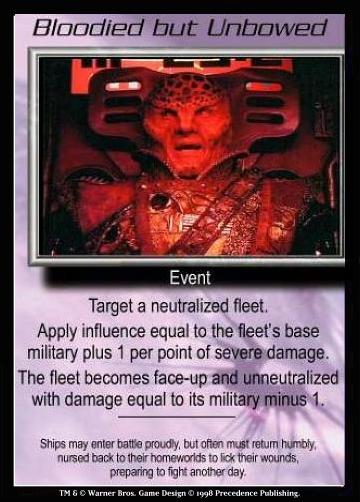 Bloodied but Unbowed
Event
Target a neutralized fleet.
Apply influence equal to the fleet's base
military plus 1 per point of severe damage.
The fleet becomes face-up and unneutralized
with damage equal to its military minus 1.
Ships may enter battle proudly, but often must return humbly,
nursed back to their homeworlds to lick their wounds,
preparing to fight another day.
TM & © Warner Bros. Game Design © 1998 Precedence Publishing.